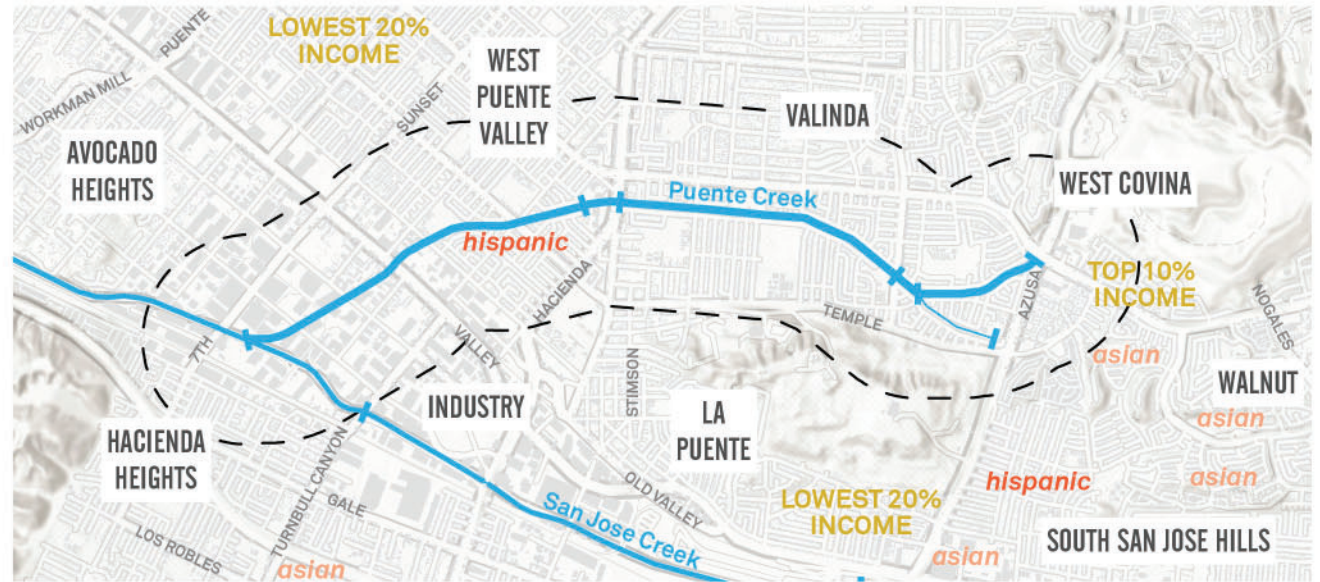 LOWEST 20%
INCOME
PUENTE
WORKMAN MILL
SUNSET
WEST
PUENTE
VALLEY
VALINDA
AVOCADO
HEIGHTS
WEST COVINA
Puente Creek
hispanic
HACIENDA
TOP 10%
INCOME
AZUSA
NOGALES
7TH
VALLEY
TEMPLE
asian
WALNUT
STIMSON
INDUSTRY
LA
PUENTE
asian
HACIENDA
HEIGHTS
TURNBULL CANYON
GALE
OLD VALLEY
hispanic
asian
San Jose Creek
LOWEST 20%
INCOME
LOS ROBLES
asian
asian
SOUTH SAN JOSE HILLS